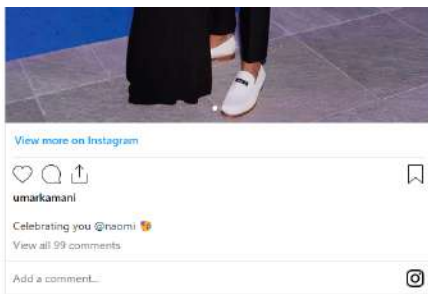 View more on Instagram
umarkamani
Celebrating you @naomi
View all 99 comments
Add a comment...